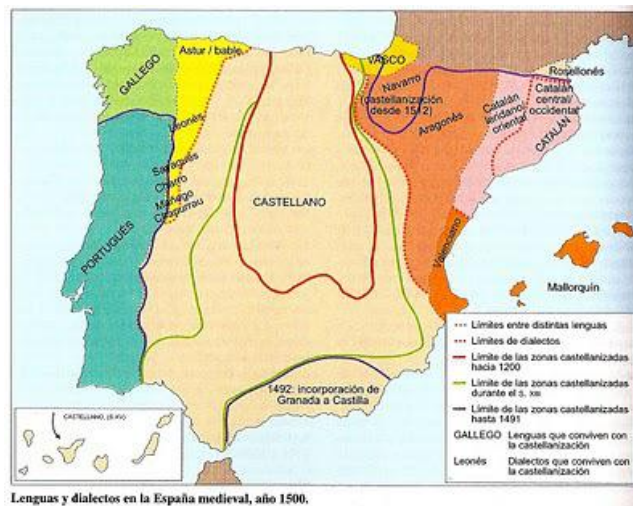 Astur / bable
GALLEGO
VASCO
Rosellonés
Navarro
(castellanización
desde 1512)
Catalán
central/
occidental
Catalán
leridano/
oriental
CATALÁN
Leonés
Aragonés
Sayagués
Charro
Mañego
Chapurrau
CASTELLANO
PORTUGUÉS
Valenciano
Mallorquín
1492: incorporación de
Granada a Castilla
CASTELLANO, (S.XV)
Límites entre distintas lenguas
Límites de dialectos
Límite de las zonas castellanizadas
hacia 1200
Límite de las zonas castellanizadas
durante el s. XIII
Límite de las zonas castellanizadas
hasta 1491
GALLEGO Lenguas que conviven con
la castellanización
Leonés Dialectos que conviven con
la castellanización
Lenguas y dialectos en la España medieval, año 1500.